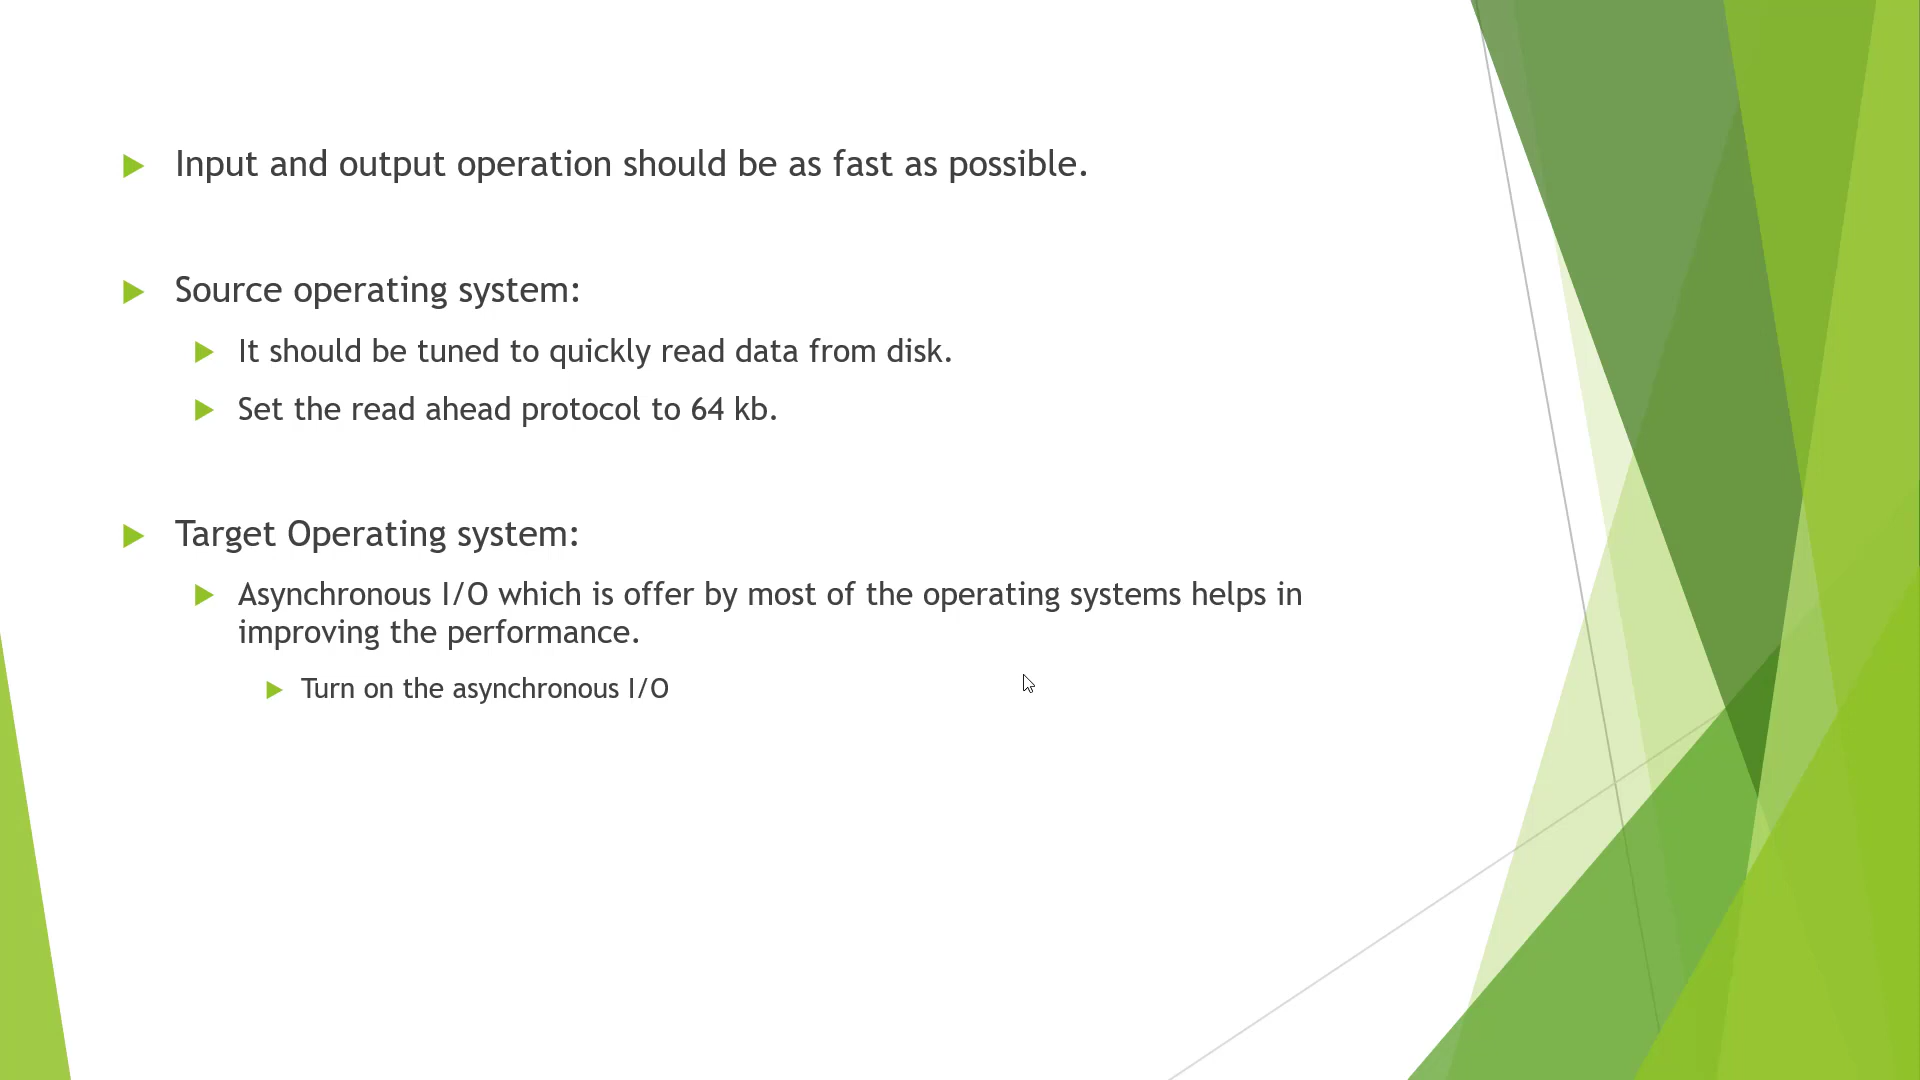 Input and output operation should be as fast as possible.
Source operating system:
It should be tuned to quickly read data from disk.
Set the read ahead protocol to 64 kb.
Target Operating system:
Asynchronous I/O which is offer by most of the operating systems helps in
improving the performance.
Turn on the asynchronous I/O